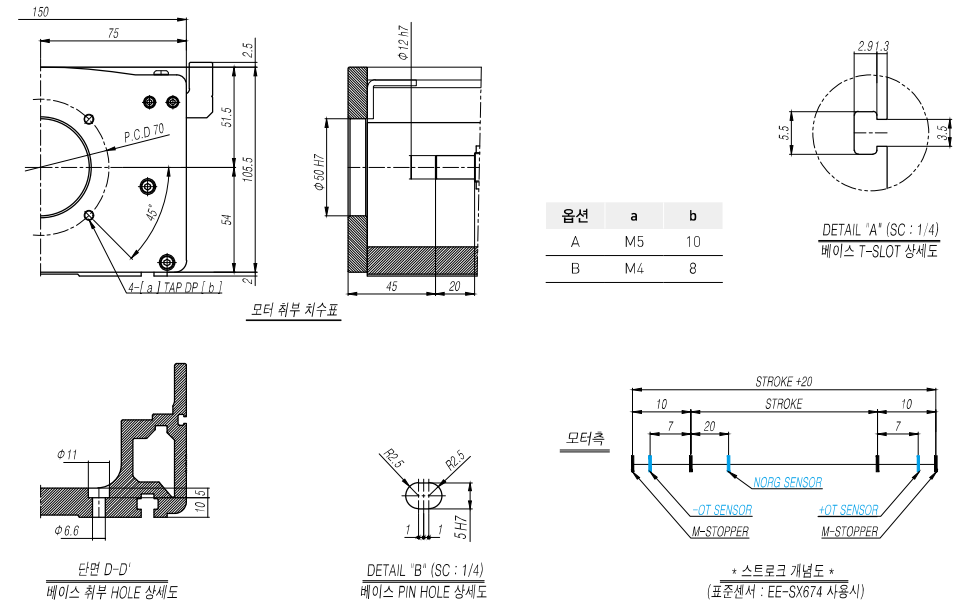 150
75
2.5
51.5
105.5
54
2
P.C.D 70
45°
4-[ a ] TAP DP [ b ]
Φ12 h7
Φ50 H7
45
20
모터 취부 치수표
옵션 a b
A M5 10
B M4 8
2.9
1.3
5.5
3.5
DETAIL "A" (SC : 1/4)
베이스 T-SLOT 상세도
Φ11
Φ6.6
10
5
단면 D-D'
베이스 취부 HOLE 상세도
R2.5
R2.5
1
1
5 H7
DETAIL "B" (SC : 1/4)
베이스 PIN HOLE 상세도
STROKE +20
10
STROKE
10
7
20
7
모터측
NORG SENSOR
-OT SENSOR
+OT SENSOR
M-STOPPER
M-STOPPER
* 스트로크 개념도 *
(표준센서 : EE-SX674 사용시)